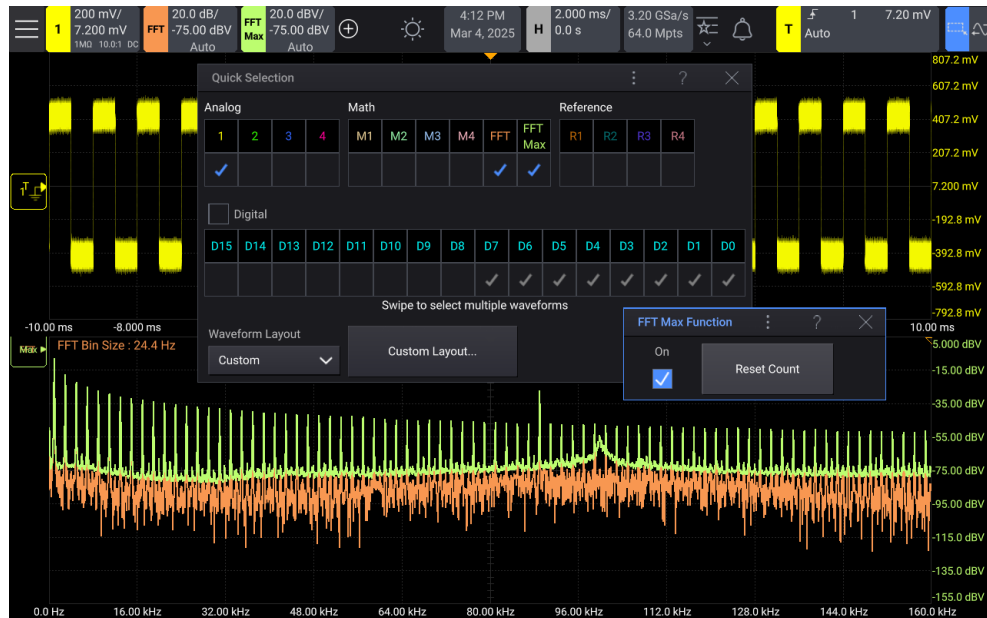 1
200 mV/
7.200 mV
1MΩ 10.0:1 DC
FFT
20.0 dB/
-75.00 dBV
Auto
FFT
Max
20.0 dBV/
-75.00 dBV
Auto
4:12 PM
Mar 4, 2025
H
2.000 ms/
0.0 s
3.20 GSa/s
64.0 Mpts
T
1
7.20 mV
Auto
807.2 mV
607.2 mV
407.2 mV
207.2 mV
7.200 mV
-192.8 mV
-392.8 mV
-592.8 mV
-792.8 mV
Quick Selection
?
Analog
1 2 3 4
Math
M1 M2 M3 M4 FFT FFT Max
Reference
R1 R2 R3 R4
Digital
D15 D14 D13 D12 D11 D10 D9 D8 D7 D6 D5 D4 D3 D2 D1 D0
Swipe to select multiple waveforms
Waveform Layout
Custom
Custom Layout...
FFT Max Function
?
On
Reset Count
-10.00 ms
-8.000 ms
10.00 ms
FFT Bin Size : 24.4 Hz
5.000 dBV
-15.00 dBV
-35.00 dBV
-55.00 dBV
-75.00 dBV
-95.00 dBV
-115.0 dBV
-135.0 dBV
-155.0 dBV
0.0 Hz 16.00 kHz 32.00 kHz 48.00 kHz 64.00 kHz 80.00 kHz 96.00 kHz 112.0 kHz 128.0 kHz 144.0 kHz 160.0 kHz